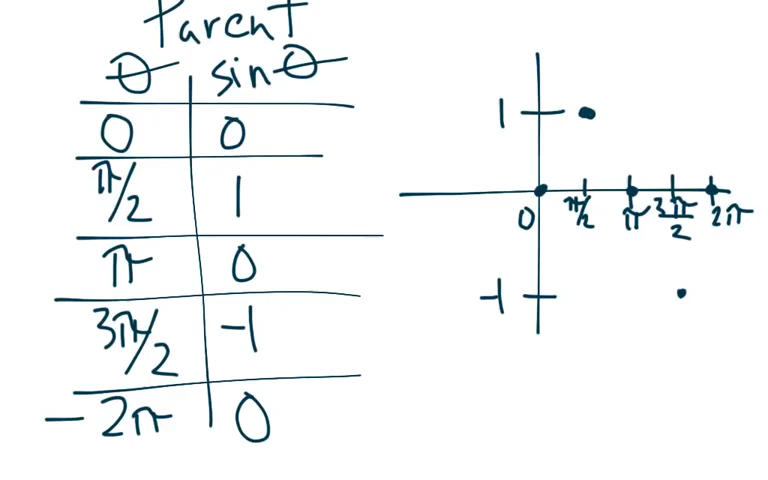 Parent
θ sinθ
0 0
π/2 1
π 0
3π/2 -1
- 2π 0
1
0 π/2 π 3π/2 2π
-1